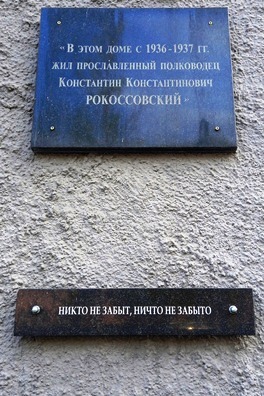 « В этом доме с 1936-1937 гг.
жил прославленный полководец
Константин Константинович
РОКОССОВСКИЙ »
НИКТО НЕ ЗАБЫТ, НИЧТО НЕ ЗАБЫТО